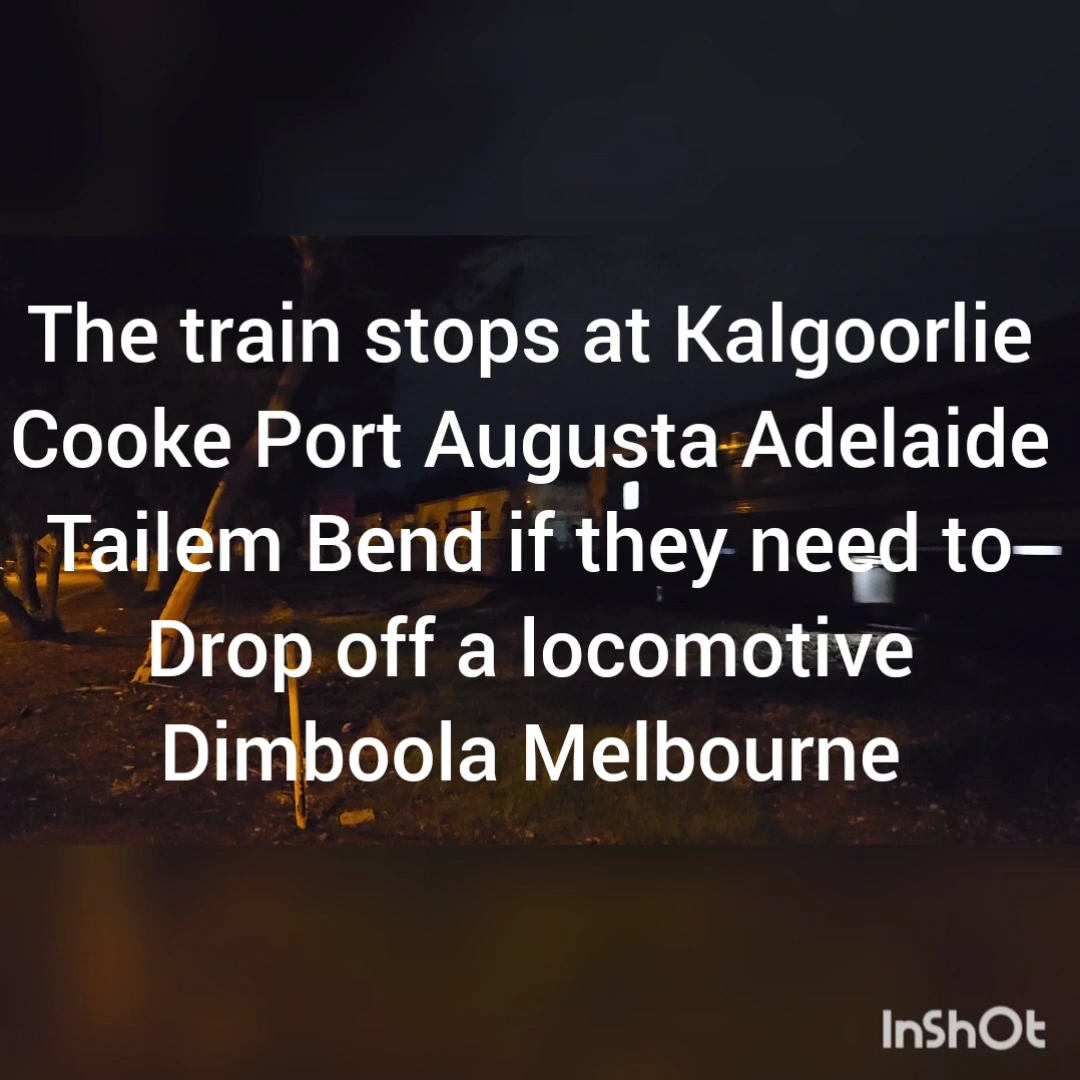 The train stops at Kalgoorlie
Cooke Port Augusta Adelaide
Tailem Bend if they need to
Drop off a locomotive
Dimboola Melbourne
InShOt